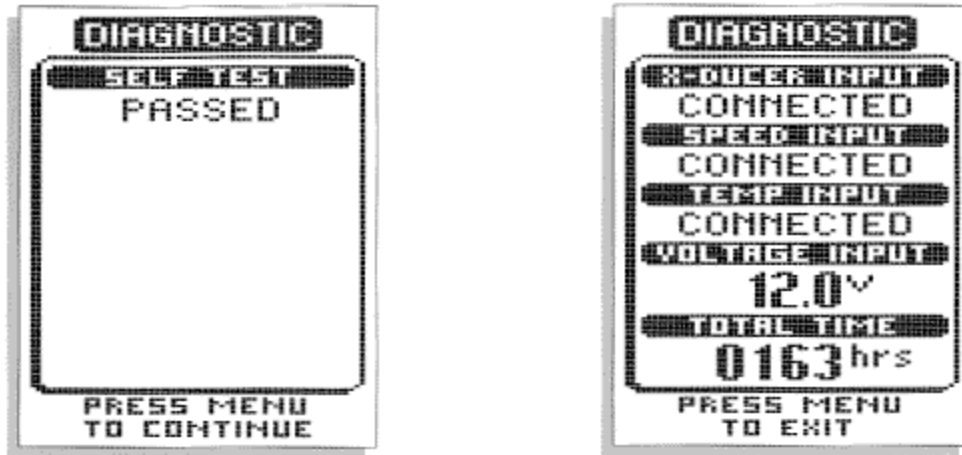 DIAGNOSTIC
SELF TEST
PASSED
PRESS MENU
TO CONTINUE
DIAGNOSTIC
X-DUCER INPUT
CONNECTED
SPEED INPUT
CONNECTED
TEMP INPUT
CONNECTED
VOLTAGE INPUT
12.0V
TOTAL TIME
0163hrs
PRESS MENU
TO EXIT